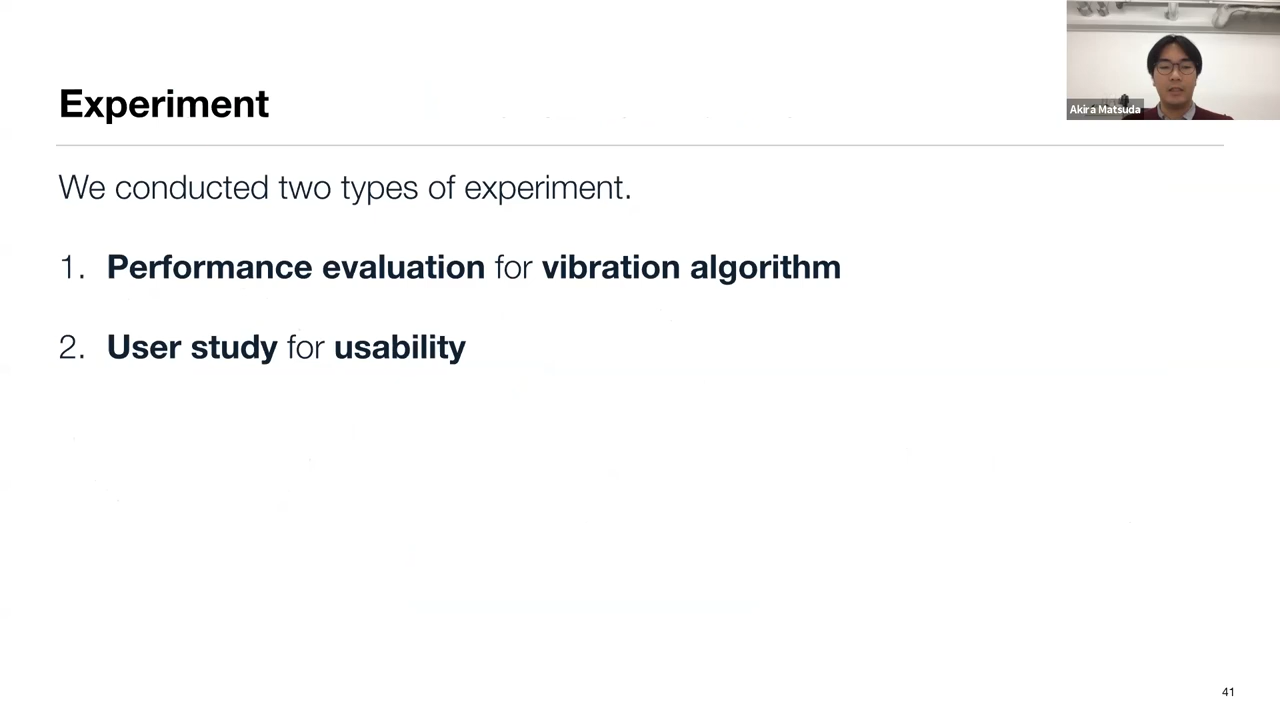 Experiment
Akira Matsuda
We conducted two types of experiment.
1. Performance evaluation for vibration algorithm
2. User study for usability
41